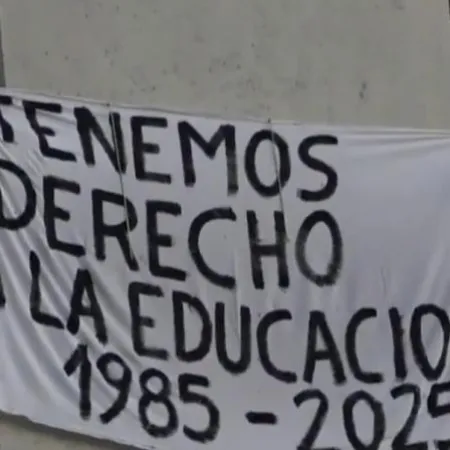 TENEMOS
DERECHO
A LA EDUCACIO
1985 - 2025